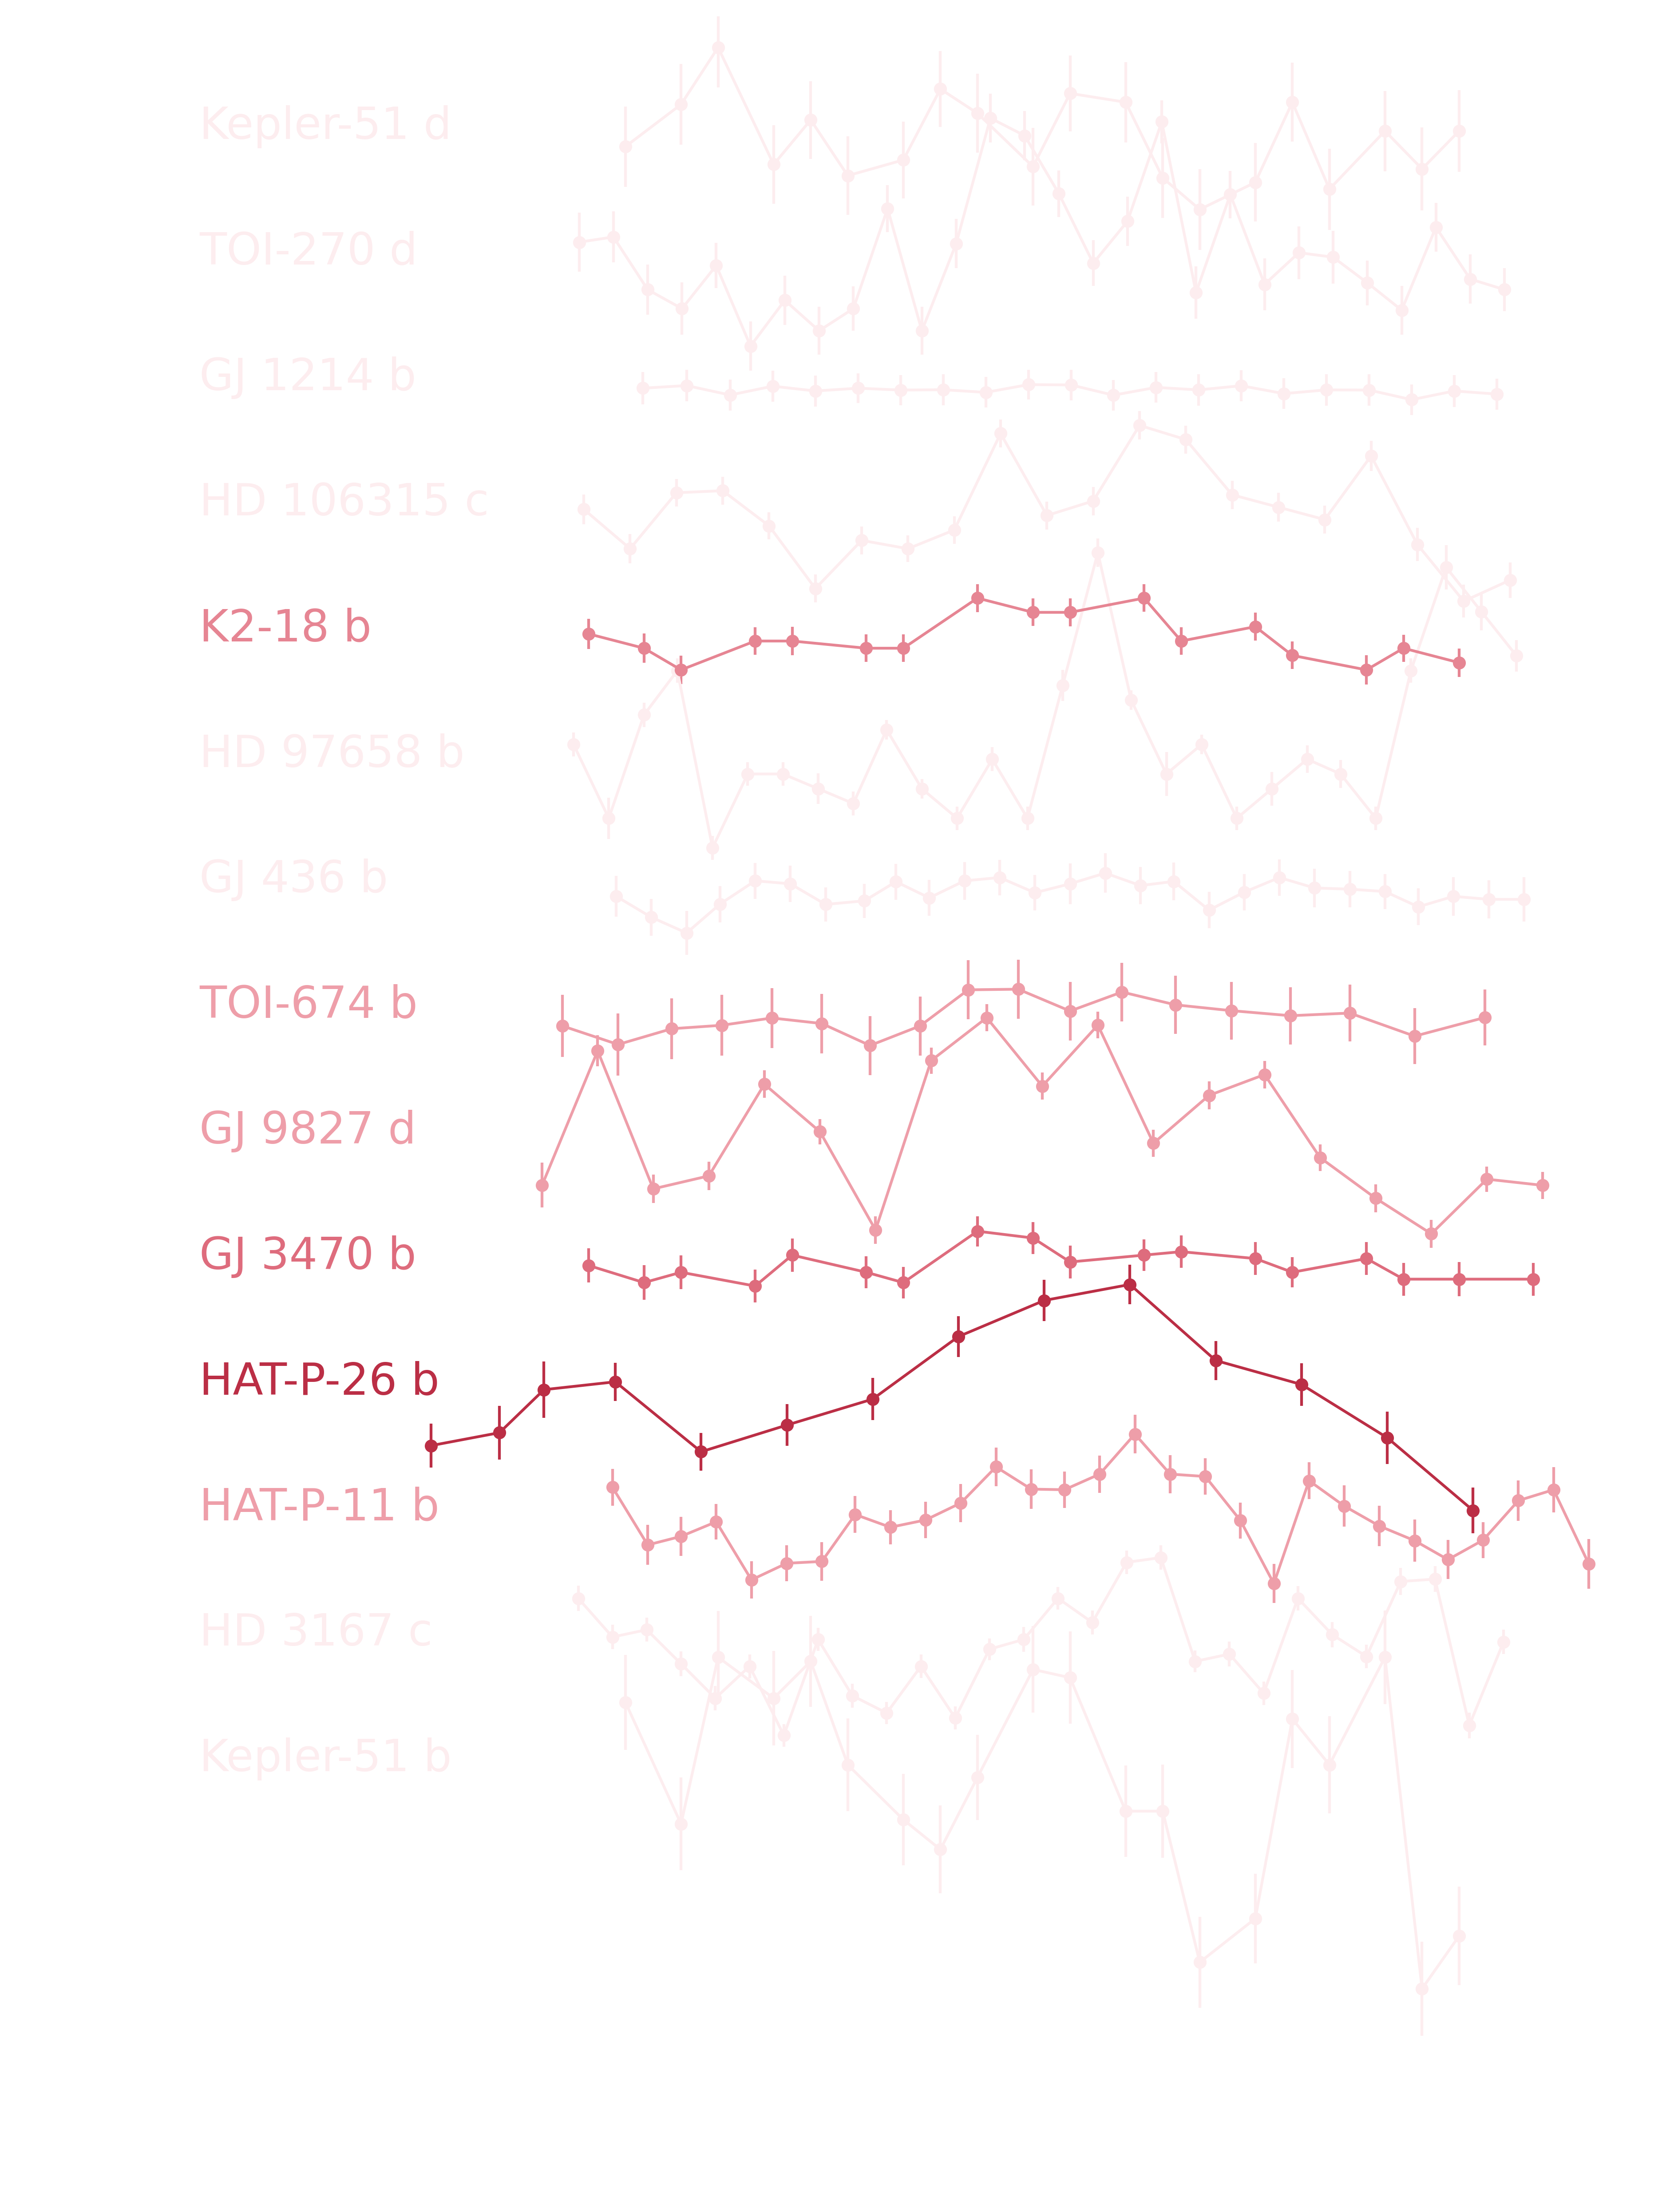 Kepler-51 d
TOI-270 d
GJ 1214 b
HD 106315 c
K2-18 b
HD 97658 b
GJ 436 b
TOI-674 b
GJ 9827 d
GJ 3470 b
HAT-P-26 b
HAT-P-11 b
HD 3167 c
Kepler-51 b